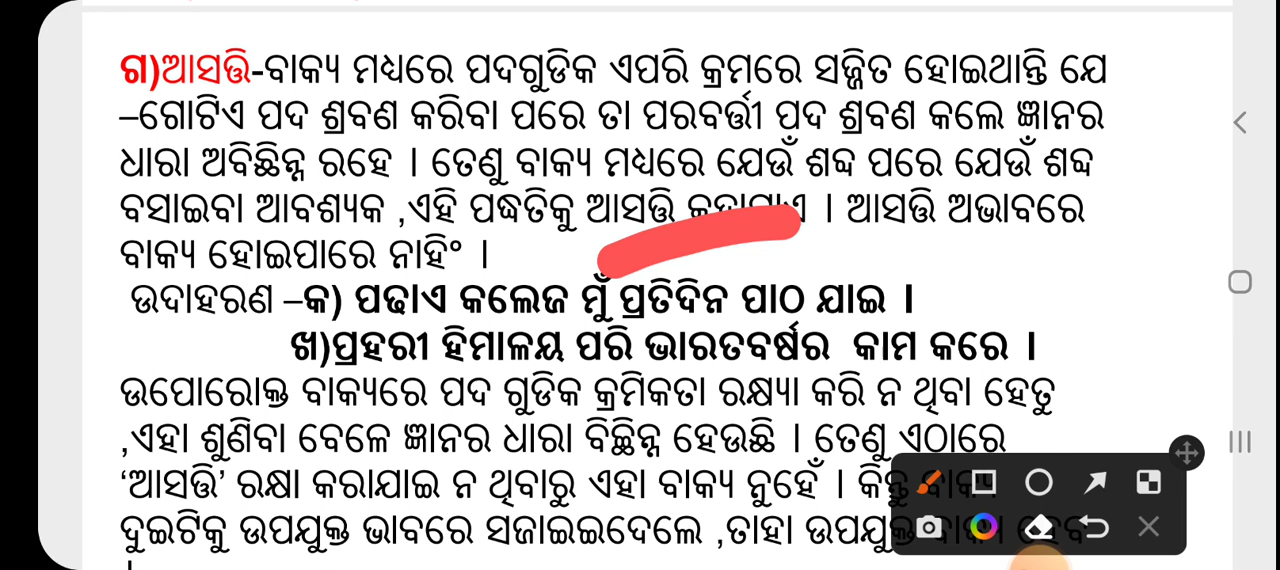 ଗ)ଆସତ୍ତି-ବାକ୍ୟ ମଧ୍ୟରେ ପଦଗୁଡିକ ଏପରି କ୍ରମରେ ସଜ୍ଜିତ ହୋଇଥାନ୍ତି ଯେ
–ଗୋଟିଏ ପଦ ଶ୍ରବଣ କରିବା ପରେ ତା ପରବର୍ତ୍ତୀ ପଦ ଶ୍ରବଣ କଲେ ଜ୍ଞାନର
ଧାରା ଅବିଛିନ୍ନ ରହେ । ତେଣୁ ବାକ୍ୟ ମଧ୍ୟରେ ଯେଉଁ ଶବ୍ଦ ପରେ ଯେଉଁ ଶବ୍ଦ
ବସାଇବା ଆବଶ୍ୟକ ,ଏହି ପଦ୍ଧତିକୁ ଆସତ୍ତି । ଆସତ୍ତି ଅଭାବରେ
ବାକ୍ୟ ହୋଇପାରେ ନାହିଂ ।
ଉଦାହରଣ –କ) ପଢାଏ କଲେଜ ମୁଁ ପ୍ରତିଦିନ ପାଠ ଯାଇ ।
ଖ)ପ୍ରହରୀ ହିମାଳୟ ପରି ଭାରତବର୍ଷର କାମ କରେ ।
ଉପୋରୋକ୍ତ ବାକ୍ୟରେ ପଦ ଗୁଡିକ କ୍ରମିକତା ରକ୍ଷ୍ୟା କରି ନ ଥିବା ହେତୁ
,ଏହା ଶୁଣିବା ବେଳେ ଜ୍ଞାନର ଧାରା ବିଚ୍ଛିନ୍ନ ହେଉଛି । ତେଣୁ ଏଠାରେ
‘ଆସତ୍ତି’ ରକ୍ଷା କରାଯାଇ ନ ଥିବାରୁ ଏହା ବାକ୍ୟ ନୁହେଁ । କିନ୍ତୁ ବାକ୍ୟ
ଦୁଇଟିକୁ ଉପଯୁକ୍ତ ଭାବରେ ସଜାଇଇଦେଲେ ,ତାହା ଉପଯୁକ୍ତ ବାକ୍ୟ ହେବ
।